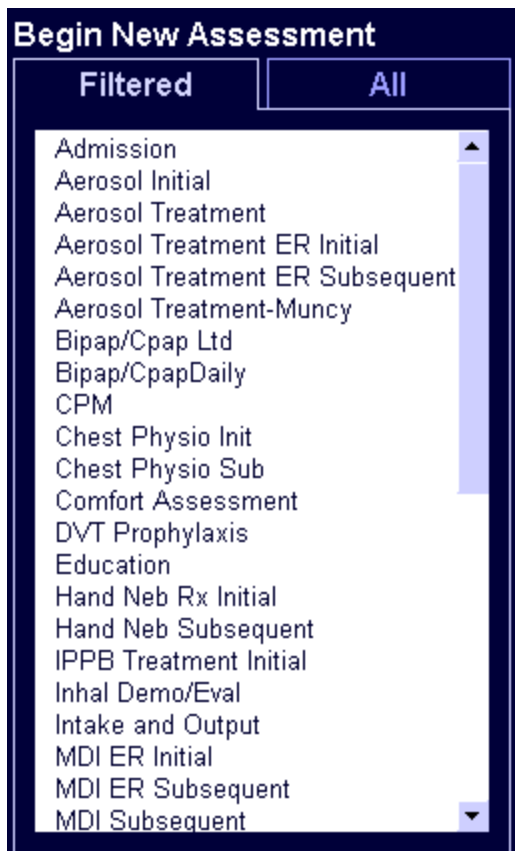 Begin New Assessment
Filtered
All
Admission
Aerosol Initial
Aerosol Treatment
Aerosol Treatment ER Initial
Aerosol Treatment ER Subsequent
Aerosol Treatment-Muncy
Bipap/Cpap Ltd
Bipap/CpapDaily
CPM
Chest Physio Init
Chest Physio Sub
Comfort Assessment
DVT Prophylaxis
Education
Hand Neb Rx Initial
Hand Neb Subsequent
IPPB Treatment Initial
Inhal Demo/Eval
Intake and Output
MDI ER Initial
MDI ER Subsequent
MDI Subsequent